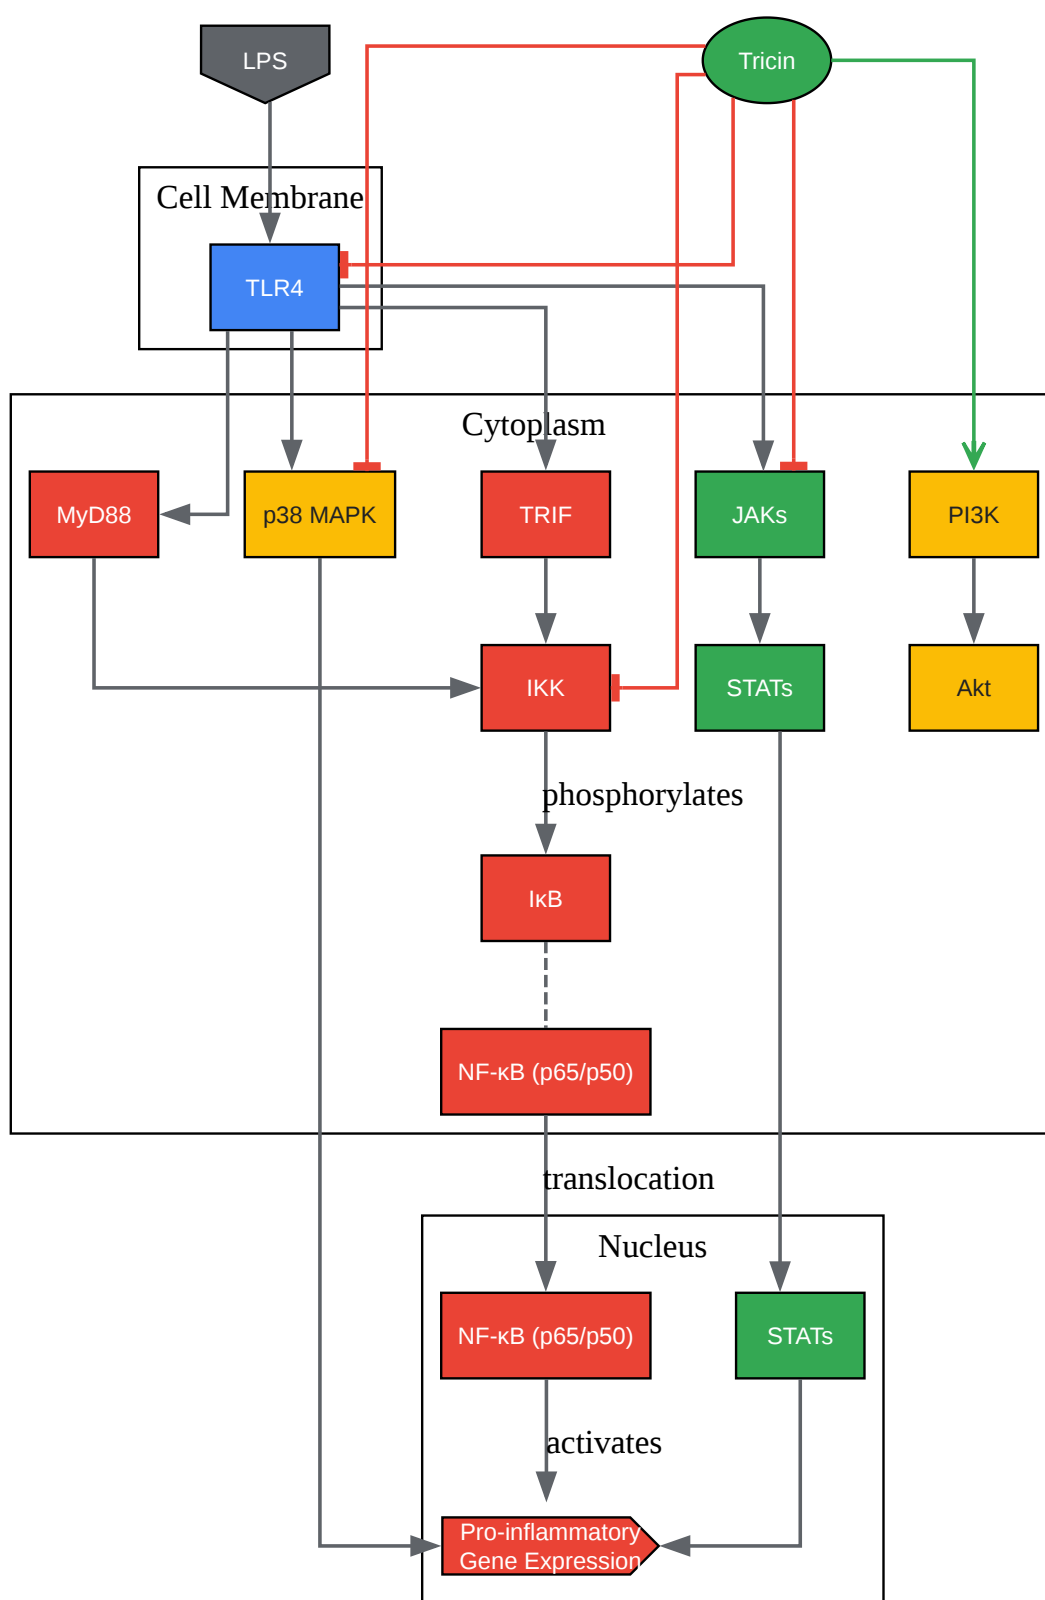 LPS
Tricin
Cell Membrane
TLR4
Cytoplasm
MyD88
p38 MAPK
TRIF
JAKs
PI3K
IKK
STATs
Akt
phosphorylates
IκB
NF-κB (p65/p50)
translocation
Nucleus
NF-κB (p65/p50)
STATs
activates
Pro-inflammatory
Gene Expression